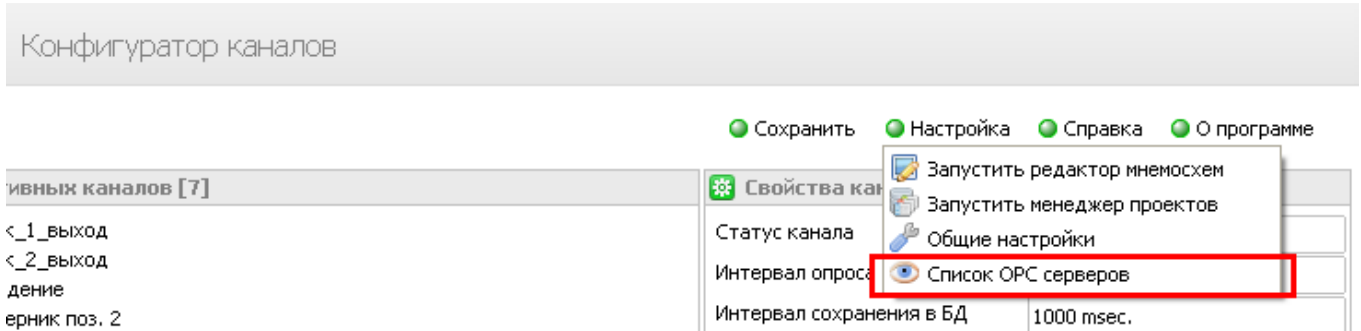 Конфигуратор каналов
Сохранить Настройка Справка О программе
Запустить редактор мнемосхем
Запустить менеджер проектов
Общие настройки
Список OPC серверов
ивных каналов [7]
_1_выход
_2_выход
дение
ерник поз. 2
Свойства кан
Статус канала
Интервал опроса
Интервал сохранения в БД 1000 msec.